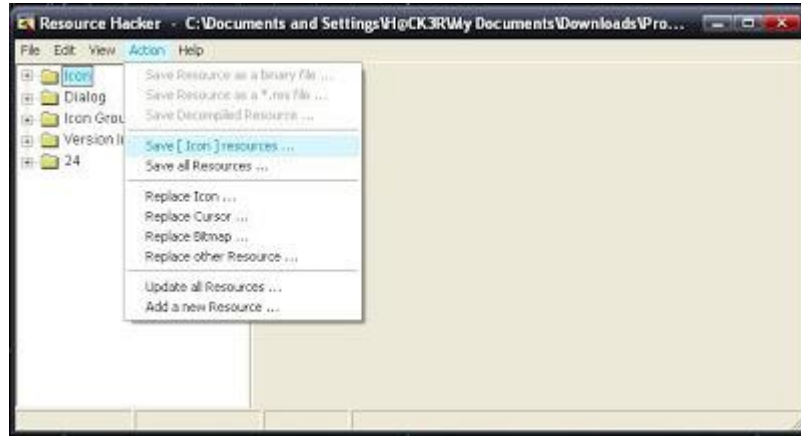 Resource Hacker - C:\Documents and Settings\H@CK3R\My Documents\Downloads\Pro...
File Edit View Action Help
Icon
Dialog
Icon Grou
Version In
24
Save Resource as a binary file ...
Save Resource as a *.res file ...
Save Decompiled Resource ...
Save [ Icon ] resources ...
Save all Resources ...
Replace Icon ...
Replace Cursor ...
Replace Bitmap ...
Replace other Resource ...
Update all Resources ...
Add a new Resource ...